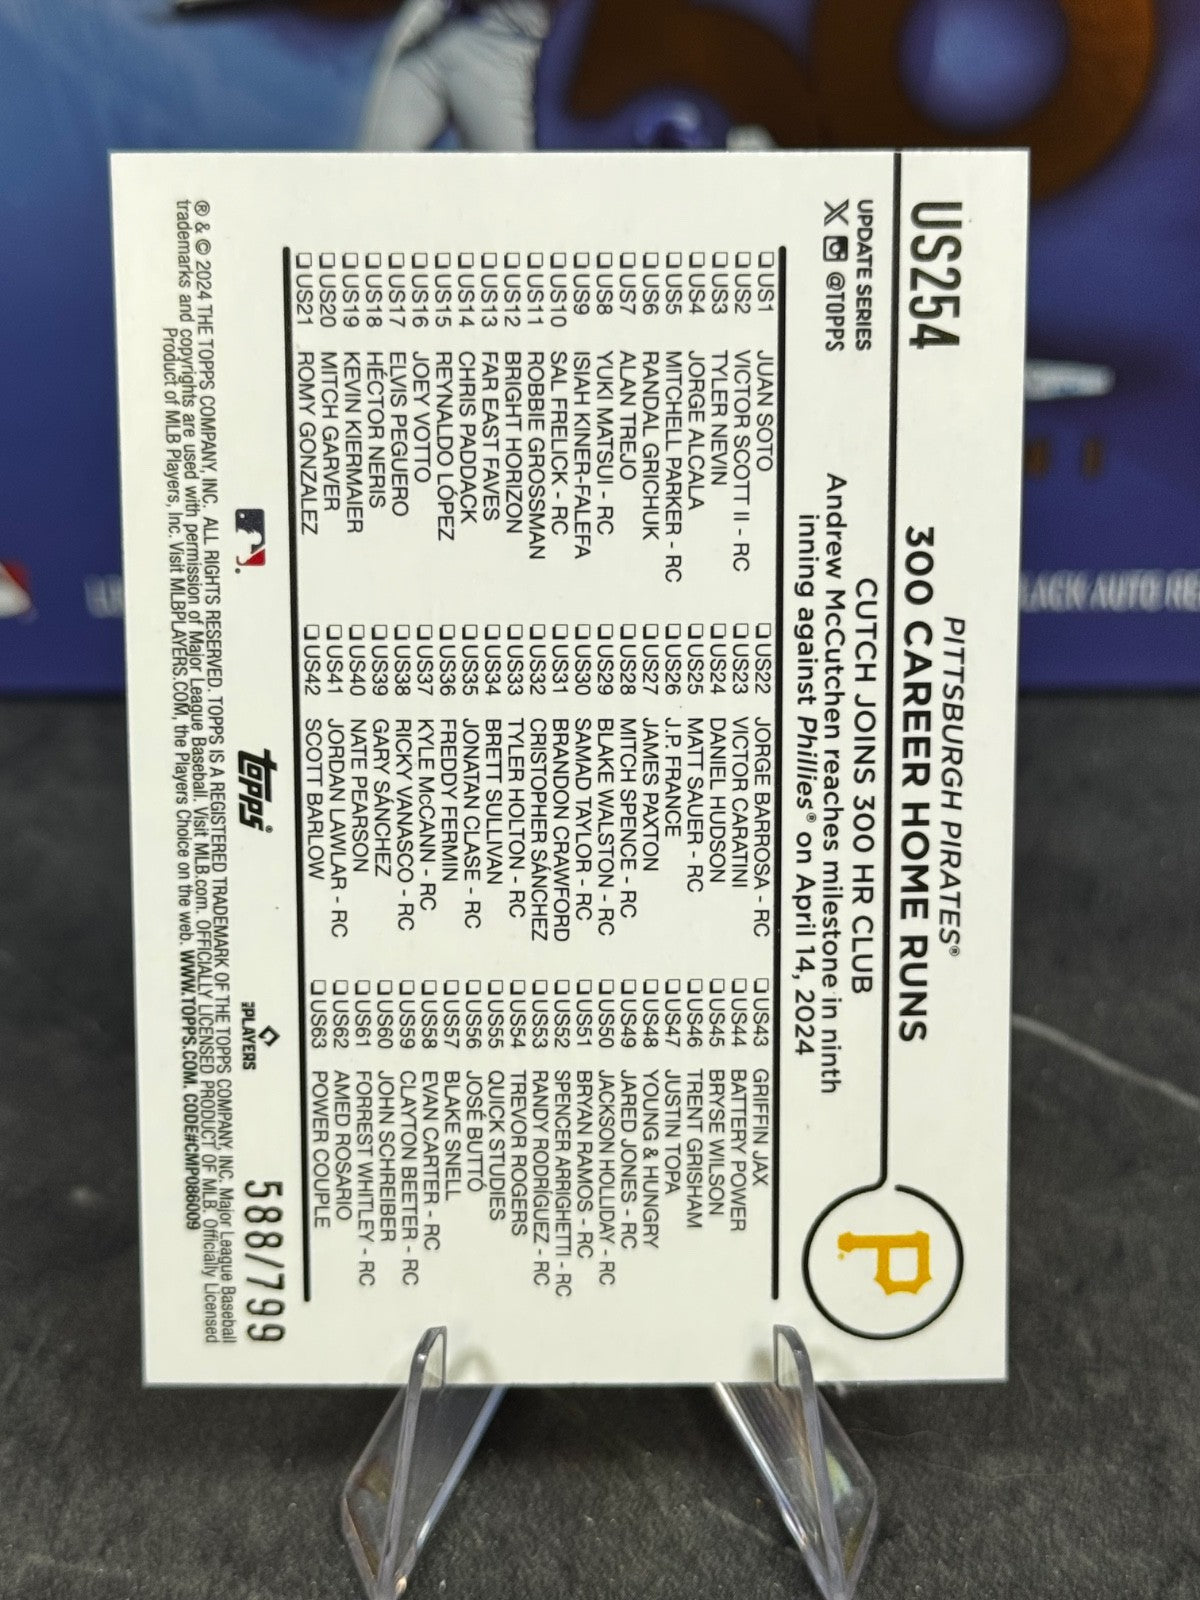 US254
UPDATE SERIES
X @TOPPS
PITTSBURGH PIRATES®
300 CAREER HOME RUNS
CUTCH JOINS 300 HR CLUB
Andrew McCutchen reaches milestone in ninth
inning against Phillies® on April 14, 2024
P
US1 JUAN SOTO
US2 VICTOR SCOTT II - RC
US3 TYLER NEVIN
US4 JORGE ALCALA
US5 MITCHELL PARKER - RC
US6 RANDAL GRICHUK
US7 ALAN TREJO
US8 YUKI MATSUI - RC
US9 ISIAH KINER-FALEFA
US10 SAL FRELICK - RC
US11 ROBBIE GROSSMAN
US12 BRIGHT HORIZON
US13 FAR EAST FAVES
US14 CHRIS PADDACK
US15 REYNALDO LÓPEZ
US16 JOEY VOTTO
US17 ELVIS PEGUERO
US18 HÉCTOR NERIS
US19 KEVIN KIERMAIER
US20 MITCH GARVER
US21 ROMY GONZALEZ
US22 JORGE BARROSA - RC
US23 VICTOR CARATINI
US24 DANIEL HUDSON
US25 MATT SAUER - RC
US26 J.P. FRANCE
US27 JAMES PAXTON
US28 MITCH SPENCE - RC
US29 BLAKE WALSTON - RC
US30 SAMAD TAYLOR - RC
US31 BRANDON CRAWFORD
US32 CRISTOPHER SÁNCHEZ
US33 TYLER HOLTON - RC
US34 BRETT SULLIVAN
US35 JONATAN CLASE - RC
US36 FREDDY FERMIN
US37 KYLE McCANN - RC
US38 RICKY VANASCO - RC
US39 GARY SÁNCHEZ
US40 NATE PEARSON
US41 JORDAN LAWLAR - RC
US42 SCOTT BARLOW
US43 GRIFFIN JAX
US44 BATTERY POWER
US45 BRYSE WILSON
US46 TRENT GRISHAM
US47 JUSTIN TOPA
US48 YOUNG & HUNGRY
US49 JARED JONES - RC
US50 JACKSON HOLLIDAY - RC
US51 BRYAN RAMOS - RC
US52 SPENCER ARRIGHETTI - RC
US53 RANDY RODRÍGUEZ - RC
US54 TREVOR ROGERS
US55 QUICK STUDIES
US56 JOSÉ BUTTÓ
US57 BLAKE SNELL
US58 EVAN CARTER - RC
US59 CLAYTON BEETER - RC
US60 JOHN SCHREIBER
US61 FORREST WHITLEY - RC
US62 AMED ROSARIO
US63 POWER COUPLE
topps®
PLAYERS
588/799
® & © 2024 THE TOPPS COMPANY, INC. ALL RIGHTS RESERVED. TOPPS IS A REGISTERED TRADEMARK OF THE TOPPS COMPANY, INC. Major League Baseball
trademarks and copyrights are used with permission of Major League Baseball. Visit MLB.com. OFFICIALLY LICENSED PRODUCT OF MLB. Officially Licensed
Product of MLB Players, Inc. Visit MLBPLAYERS.COM, the Players Choice on the web. WWW.TOPPS.COM. CODE#CMP086009